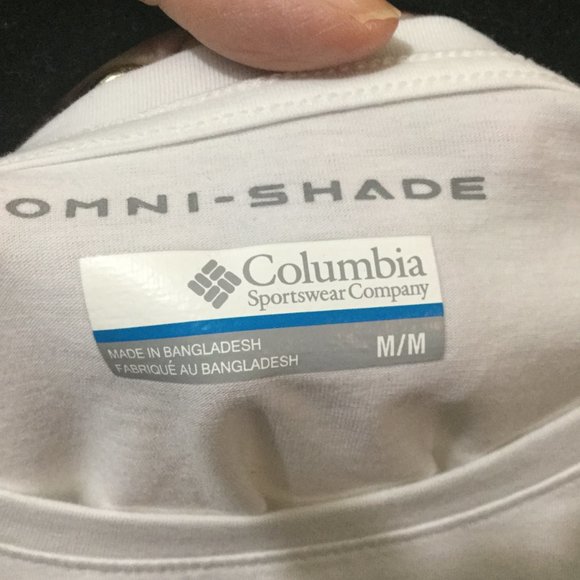 OMNI-SHADE
Columbia
Sportswear Company
MADE IN BANGLADESH
FABRIQUÉ AU BANGLADESH
M/M